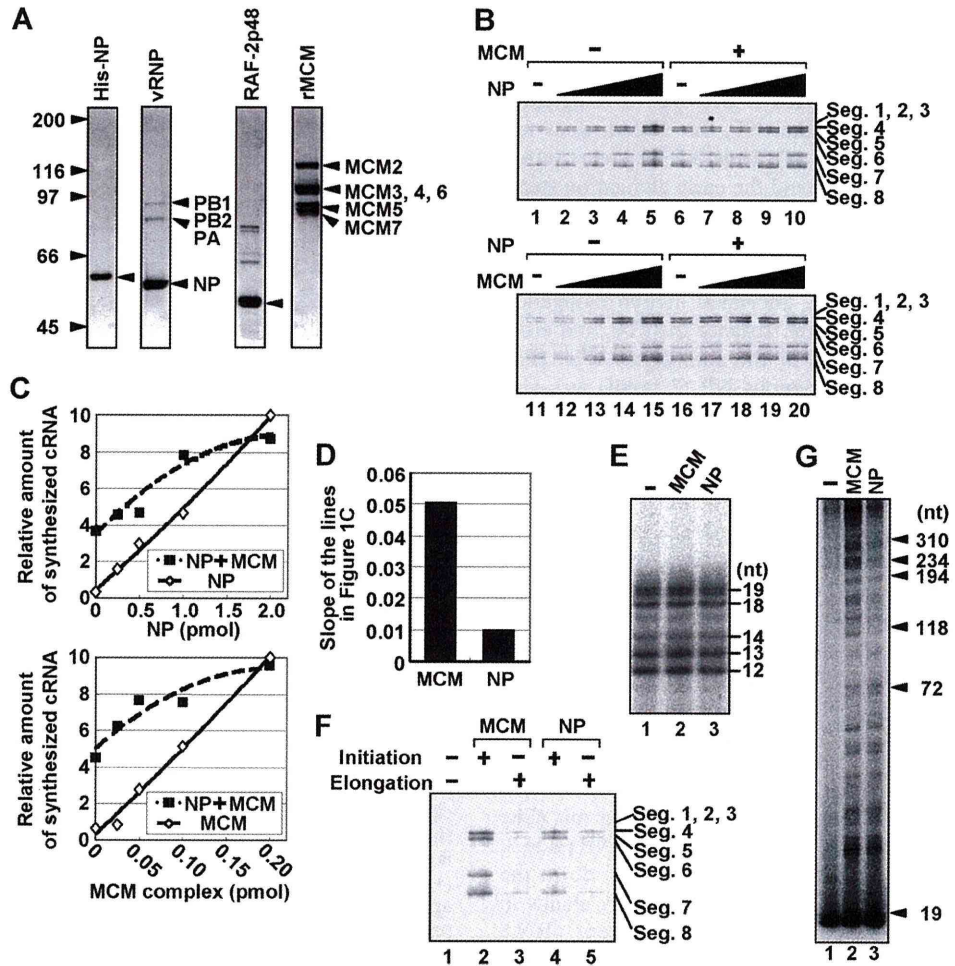 A
His-NP
vRNP
RAF-2p48
rMCM
200
116
97
66
45
PB1
PB2
PA
NP
MCM2
MCM3, 4, 6
MCM5
MCM7
B
MCM − +
NP − −
Seg. 1, 2, 3
Seg. 4
Seg. 5
Seg. 6
Seg. 7
Seg. 8
1 2 3 4 5 6 7 8 9 10
NP − +
MCM − −
Seg. 1, 2, 3
Seg. 4
Seg. 5
Seg. 6
Seg. 7
Seg. 8
11 12 13 14 15 16 17 18 19 20
C
Relative amount
of synthesized cRNA
10
8
6
4
2
0
NP+MCM
NP
0 0.5 1.0 1.5 2.0
NP (pmol)
Relative amount
of synthesized cRNA
10
8
6
4
2
0
NP+MCM
MCM
0 0.05 0.10 0.15 0.20
MCM complex (pmol)
D
Slope of the lines
in Figure 1C
0.06
0.05
0.04
0.03
0.02
0.01
0
MCM NP
E
− MCM NP
(nt)
19
18
14
13
12
1 2 3
F
MCM NP
Initiation − + − + −
Elongation − − + − +
Seg. 1, 2, 3
Seg. 4
Seg. 5
Seg. 6
Seg. 7
Seg. 8
1 2 3 4 5
G
− MCM NP
(nt)
310
234
194
118
72
19
1 2 3